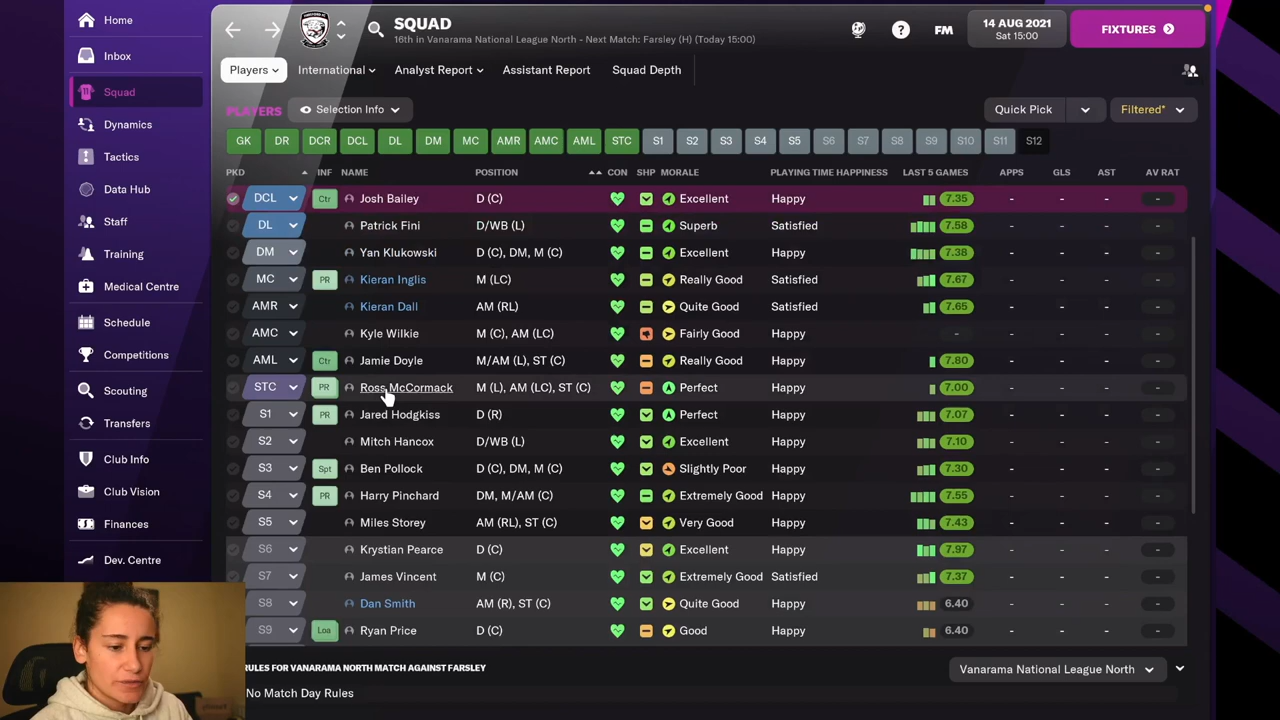 Home
Inbox
Squad
Dynamics
Tactics
Data Hub
Staff
Training
Medical Centre
Schedule
Competitions
Scouting
Transfers
Club Info
Club Vision
Finances
Dev. Centre
SQUAD
16th in Vanarama National League North - Next Match: Farsley (H) (Today 15:00)
? FM
14 AUG 2021
Sat 15:00
FIXTURES
Players International Analyst Report Assistant Report Squad Depth
PLAYERS Selection Info Quick Pick Filtered*
GK DR DCR DCL DL DM MC AMR AMC AML STC S1 S2 S3 S4 S5 S6 S7 S8 S9 S10 S11 S12
PKD INF NAME POSITION CON SHP MORALE PLAYING TIME HAPPINESS LAST 5 GAMES APPS GLS AST AV RAT
DCL Ctr Josh Bailey D (C) Excellent Happy 7.35 - - - -
DL Patrick Fini D/WB (L) Superb Satisfied 7.58 - - - -
DM Yan Klukowski D (C), DM, M (C) Excellent Happy 7.38 - - - -
MC PR Kieran Inglis M (LC) Really Good Satisfied 7.67 - - - -
AMR Kieran Dall AM (RL) Quite Good Satisfied 7.65 - - - -
AMC Kyle Wilkie M (C), AM (LC) Fairly Good Happy - - - - -
AML Ctr Jamie Doyle M/AM (L), ST (C) Really Good Happy 7.80 - - - -
STC PR Ross McCormack M (L), AM (LC), ST (C) Perfect Happy 7.00 - - - -
S1 PR Jared Hodgkiss D (R) Perfect Happy 7.07 - - - -
S2 Mitch Hancox D/WB (L) Excellent Happy 7.10 - - - -
S3 Spt Ben Pollock D (C), DM, M (C) Slightly Poor Happy 7.30 - - - -
S4 PR Harry Pinchard DM, M/AM (C) Extremely Good Happy 7.55 - - - -
S5 Miles Storey AM (RL), ST (C) Very Good Happy 7.43 - - - -
S6 Krystian Pearce D (C) Excellent Happy 7.97 - - - -
S7 James Vincent M (C) Extremely Good Satisfied 7.37 - - - -
S8 Dan Smith AM (R), ST (C) Quite Good Happy 6.40 - - - -
S9 Loa Ryan Price D (C) Good Happy 6.40 - - - -
RULES FOR VANARAMA NORTH MATCH AGAINST FARSLEY
Vanarama National League North
No Match Day Rules